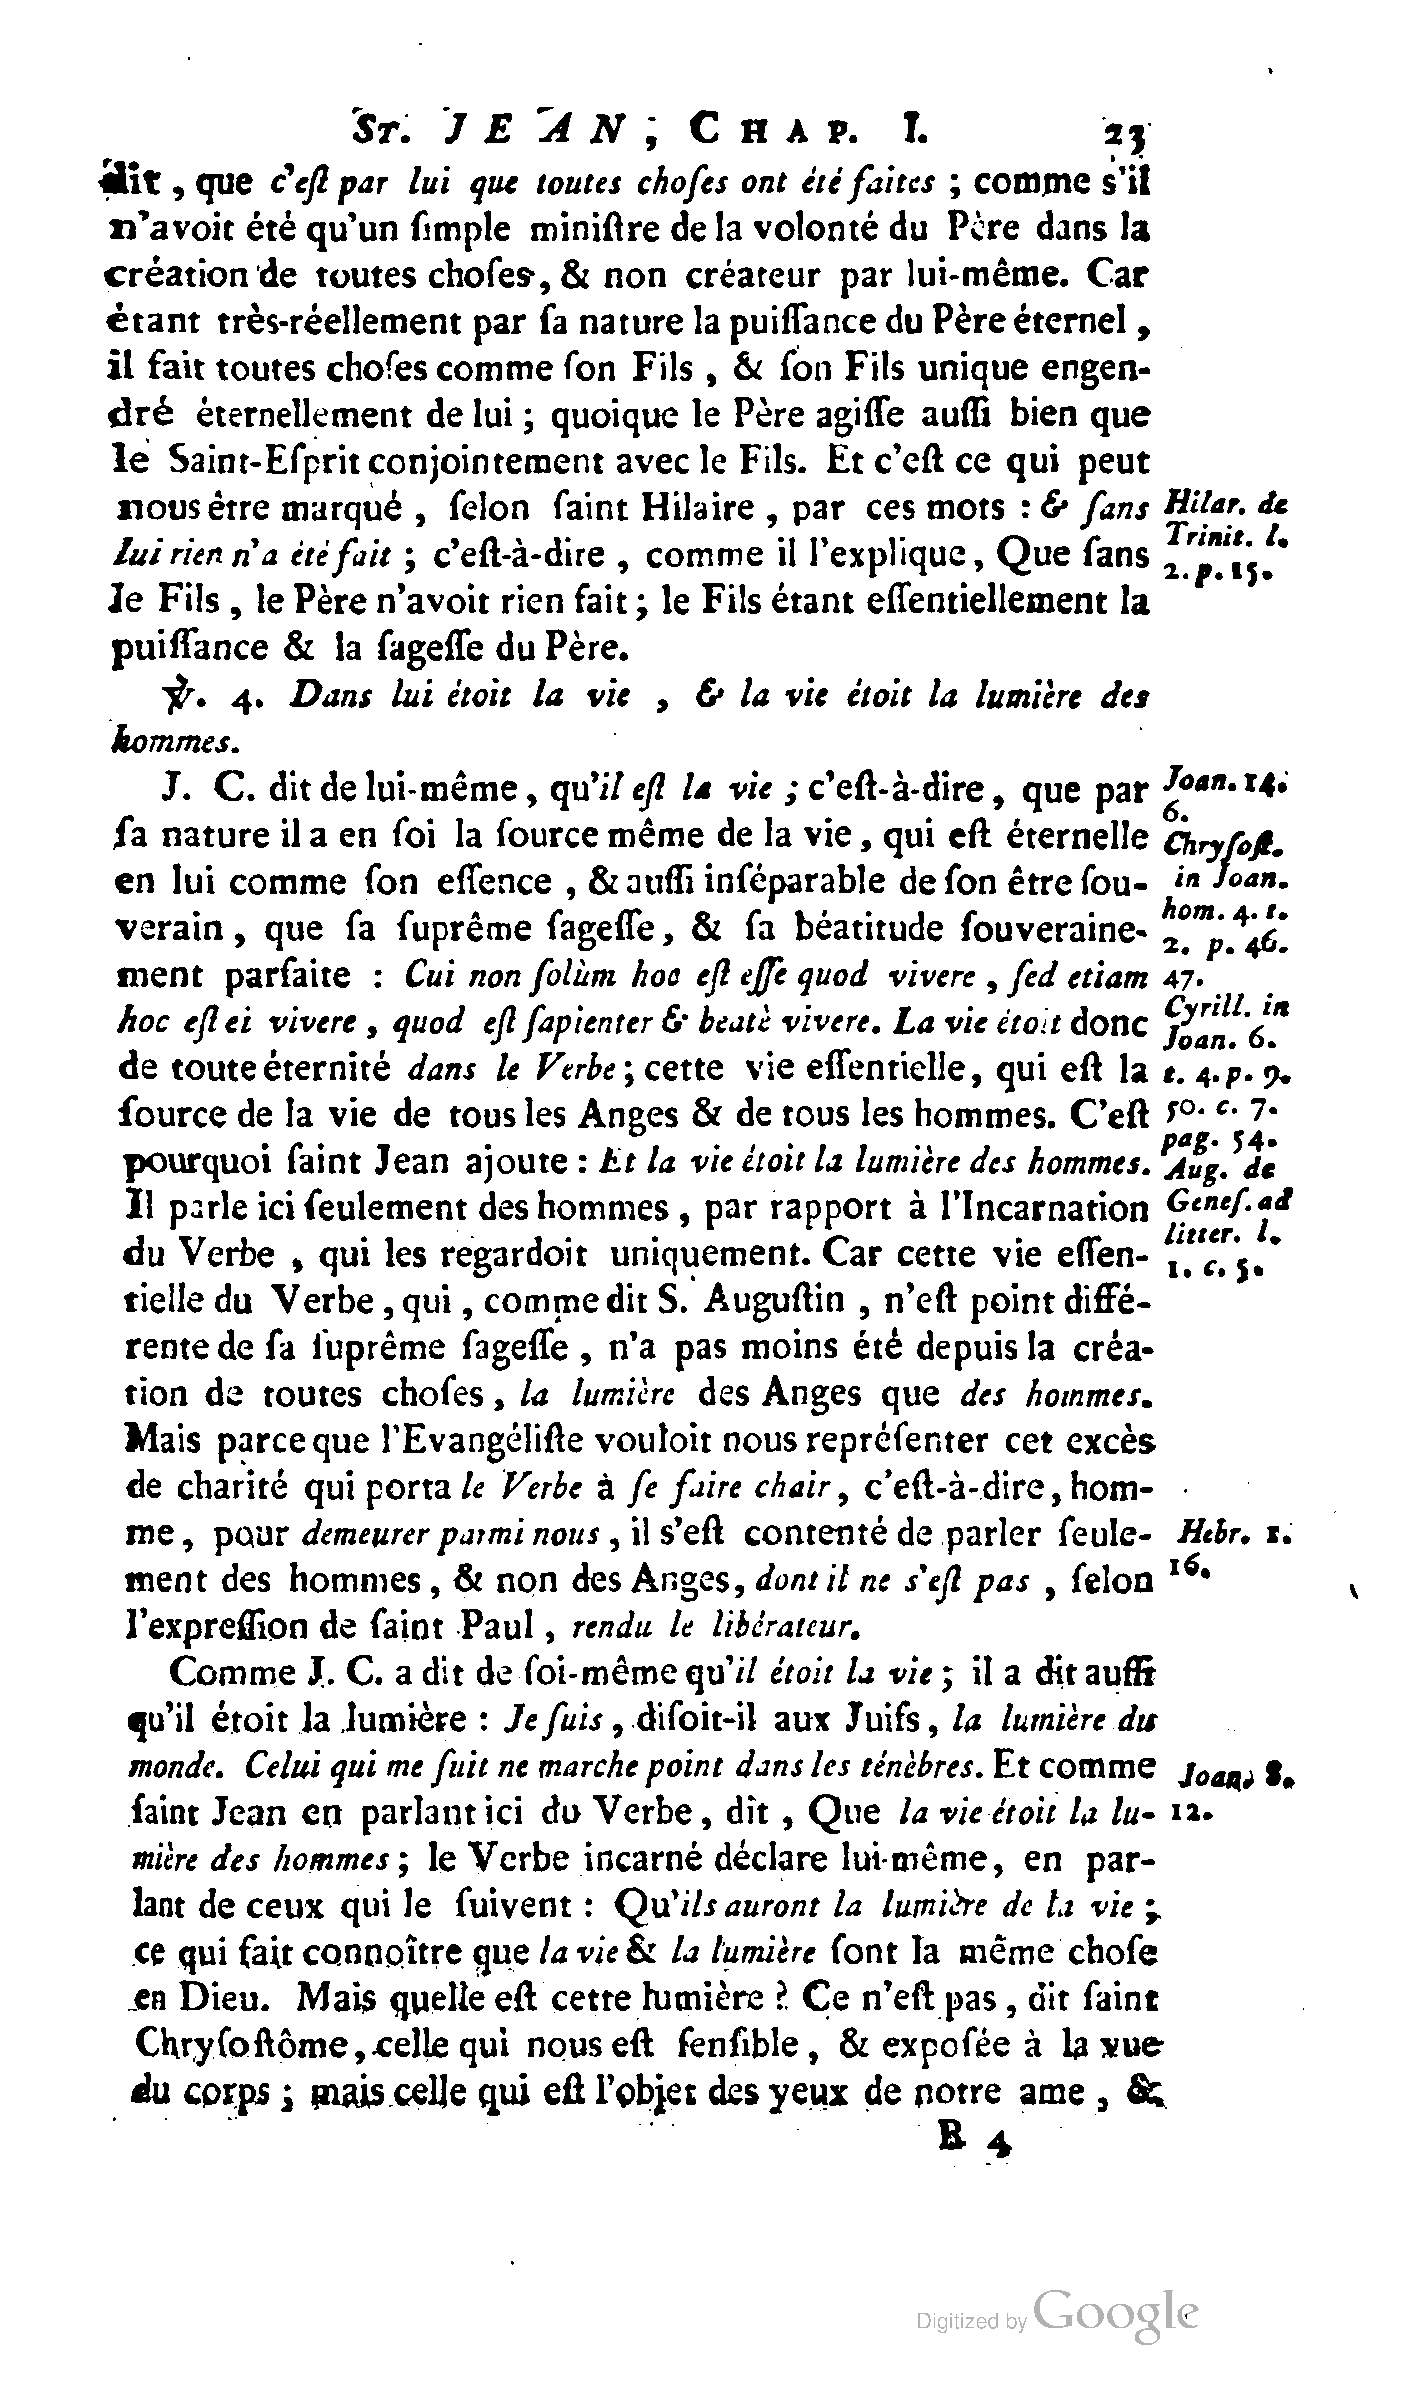 St. JEAN, CHAP. I. 23
dit, que c'eſt par lui que toutes choſes ont été faites ; comme s'il
n'avoit été qu'un ſimple miniſtre de la volonté du Père dans la
création de toutes choſes, & non créateur par lui-même. Car
étant très-réellement par ſa nature la puiſſance du Père éternel,
il fait toutes choſes comme ſon Fils, & ſon Fils unique engen-
dré éternellement de lui ; quoique le Père agiſſe auſſi bien que
le Saint-Eſprit conjointement avec le Fils. Et c'eſt ce qui peut
nous être marqué, ſelon ſaint Hilaire, par ces mots : & ſans
lui rien n'a été fait ; c'eſt-à-dire, comme il l'explique, Que ſans
le Fils, le Père n'avoit rien fait ; le Fils étant eſſentiellement la
puiſſance & la ſageſſe du Père.
Hilar. de
Trinit. l.
2. p. 15.
℣. 4. Dans lui étoit la vie, & la vie étoit la lumière des
hommes.
J. C. dit de lui-même, qu'il eſt la vie ; c'eſt-à-dire, que par
ſa nature il a en ſoi la ſource même de la vie, qui eſt éternelle
en lui comme ſon eſſence, & auſſi inſéparable de ſon être ſou-
verain, que ſa ſuprême ſageſſe, & ſa béatitude ſouveraine-
ment parfaite : Cui non ſolùm hoc eſt eſſe quod vivere, ſed etiam
hoc eſt ei vivere, quod eſt ſapienter & beatè vivere. La vie étoit donc
de toute éternité dans le Verbe ; cette vie eſſentielle, qui eſt la
ſource de la vie de tous les Anges & de tous les hommes. C'eſt
pourquoi ſaint Jean ajoute : Et la vie étoit la lumière des hommes.
Il parle ici ſeulement des hommes, par rapport à l'Incarnation
du Verbe, qui les regardoit uniquement. Car cette vie eſſen-
tielle du Verbe, qui, comme dit S. Auguſtin, n'eſt point diffé-
rente de ſa ſuprême ſageſſe, n'a pas moins été depuis la créa-
tion de toutes choſes, la lumière des Anges que des hommes.
Mais parce que l'Evangéliſte vouloit nous repréſenter cet excès
de charité qui porta le Verbe à ſe faire chair, c'eſt-à-dire, hom-
me, pour demeurer parmi nous, il s'eſt contenté de parler ſeule-
ment des hommes, & non des Anges, dont il ne s'eſt pas, ſelon
l'expreſſion de ſaint Paul, rendu le libérateur.
Joan. 14.
6.
Chryſoſt.
in Joan.
hom. 4. t.
2. p. 46.
47.
Cyrill. in
Joan. 6.
t. 4. p. 9.
50. c. 7.
pag. 54.
Aug. de
Geneſ. ad
litter. l.
1. c. 5.
Hebr. 1.
16.
Comme J. C. a dit de ſoi-même qu'il étoit la vie ; il a dit auſſi
qu'il étoit la lumière : Je ſuis, diſoit-il aux Juifs, la lumière du
monde. Celui qui me ſuit ne marche point dans les ténèbres. Et comme
ſaint Jean en parlant ici du Verbe, dit, Que la vie étoit la lu-
mière des hommes ; le Verbe incarné déclare lui-même, en par-
lant de ceux qui le ſuivent : Qu'ils auront la lumière de la vie ;
ce qui fait connoître que la vie & la lumière ſont la même choſe
en Dieu. Mais quelle eſt cette lumière ? Ce n'eſt pas, dit ſaint
Chryſoſtôme, celle qui nous eſt ſenſible, & expoſée à la vue
du corps ; mais celle qui eſt l'objet des yeux de notre ame, &
Joan. 8.
12.
B 4
Digitized by Google